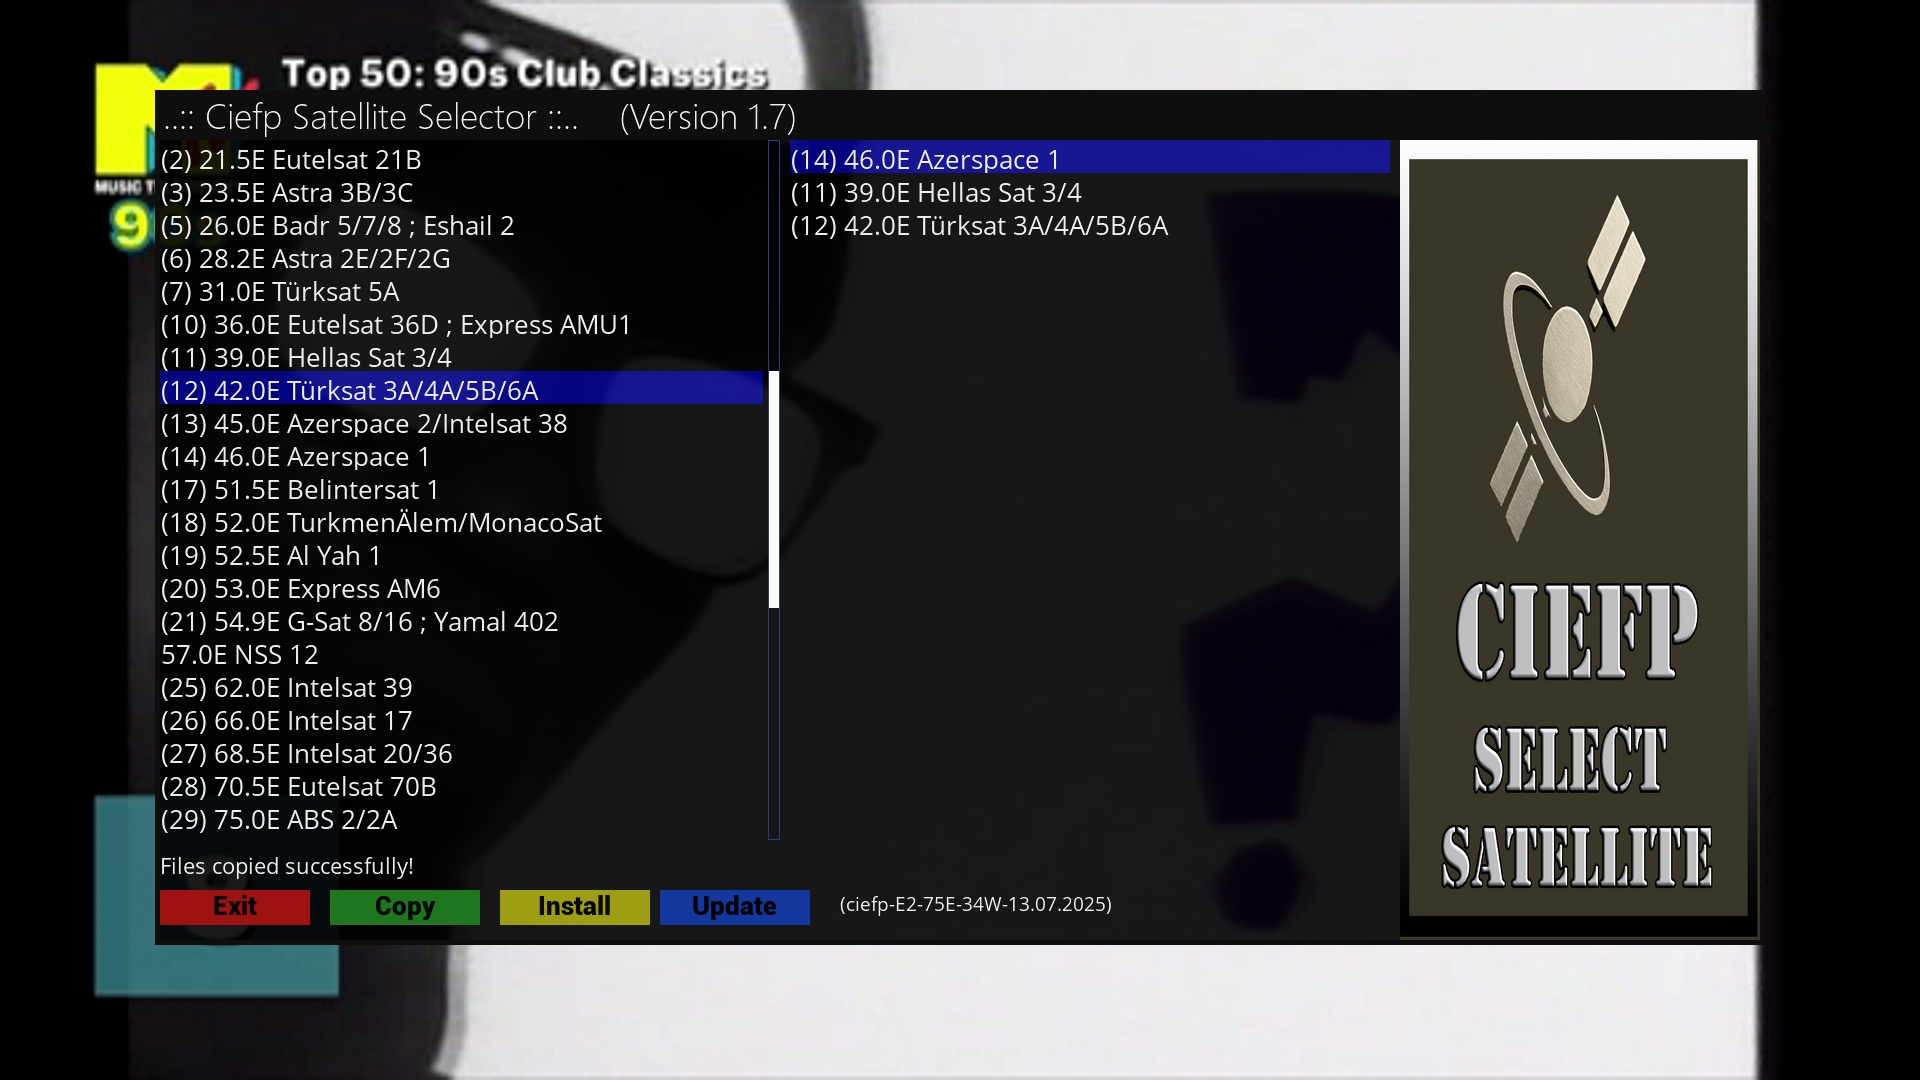 Top 50: 90s Club Classics
MUSIC T
..:: Ciefp Satellite Selector ::.. (Version 1.7)
(2) 21.5E Eutelsat 21B
(3) 23.5E Astra 3B/3C
(5) 26.0E Badr 5/7/8 ; Eshail 2
(6) 28.2E Astra 2E/2F/2G
(7) 31.0E Türksat 5A
(10) 36.0E Eutelsat 36D ; Express AMU1
(11) 39.0E Hellas Sat 3/4
(12) 42.0E Türksat 3A/4A/5B/6A
(13) 45.0E Azerspace 2/Intelsat 38
(14) 46.0E Azerspace 1
(17) 51.5E Belintersat 1
(18) 52.0E TurkmenÄlem/MonacoSat
(19) 52.5E Al Yah 1
(20) 53.0E Express AM6
(21) 54.9E G-Sat 8/16 ; Yamal 402
57.0E NSS 12
(25) 62.0E Intelsat 39
(26) 66.0E Intelsat 17
(27) 68.5E Intelsat 20/36
(28) 70.5E Eutelsat 70B
(29) 75.0E ABS 2/2A
(14) 46.0E Azerspace 1
(11) 39.0E Hellas Sat 3/4
(12) 42.0E Türksat 3A/4A/5B/6A
CIEFP
SELECT
SATELLITE
Files copied successfully!
Exit
Copy
Install
Update
(ciefp-E2-75E-34W-13.07.2025)